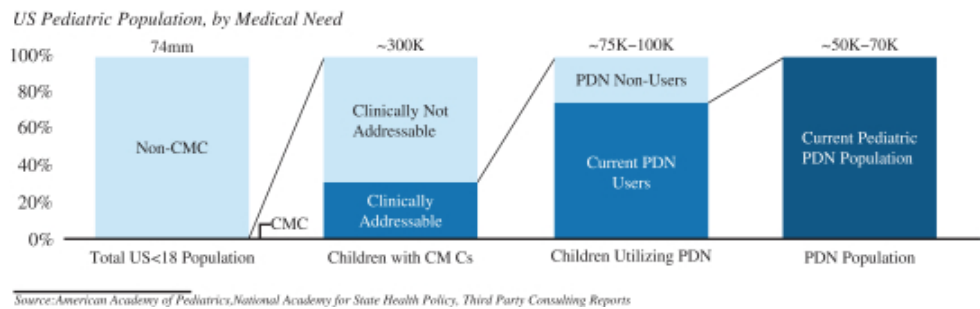 US Pediatric Population, by Medical Need
74mm
~300K
~75K–100K
~50K–70K
100%
80%
60%
40%
20%
0%
Non-CMC
CMC
Clinically Not
Addressable
Clinically
Addressable
PDN Non-Users
Current PDN
Users
Current Pediatric
PDN Population
Total US<18 Population
Children with CM Cs
Children Utilizing PDN
PDN Population
Source:American Academy of Pediatrics,National Academy for State Health Policy, Third Party Consulting Reports